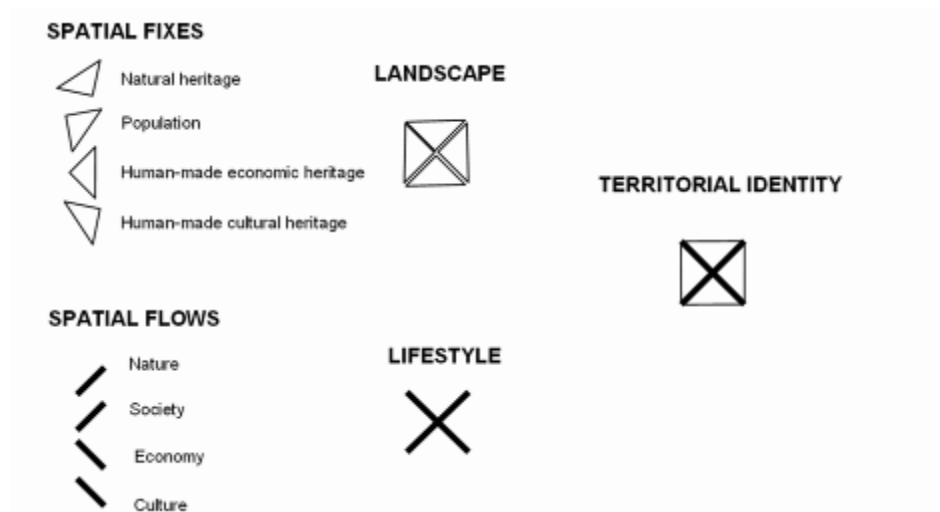 SPATIAL FIXES
Natural heritage
Population
Human-made economic heritage
Human-made cultural heritage
LANDSCAPE
TERRITORIAL IDENTITY
SPATIAL FLOWS
Nature
Society
Economy
Culture
LIFESTYLE